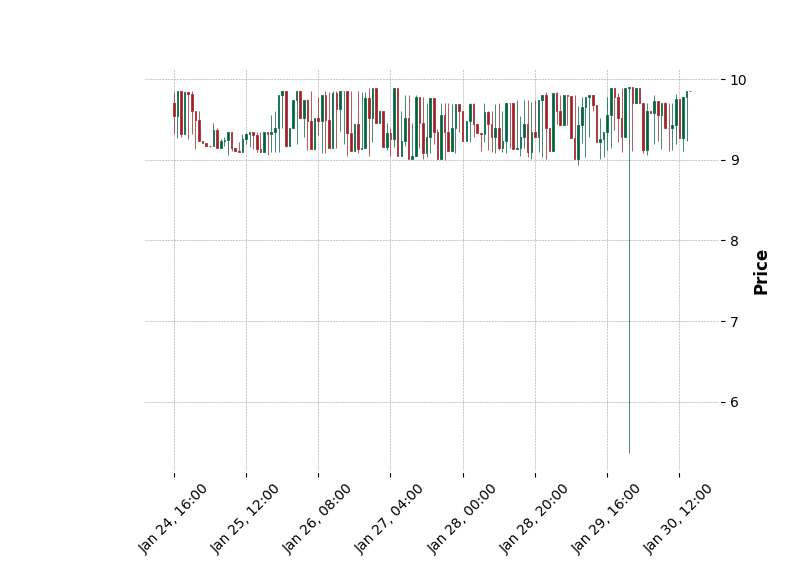 10
9
8
7
6
Price
Jan 24, 16:00
Jan 25, 12:00
Jan 26, 08:00
Jan 27, 04:00
Jan 28, 00:00
Jan 28, 20:00
Jan 29, 16:00
Jan 30, 12:00